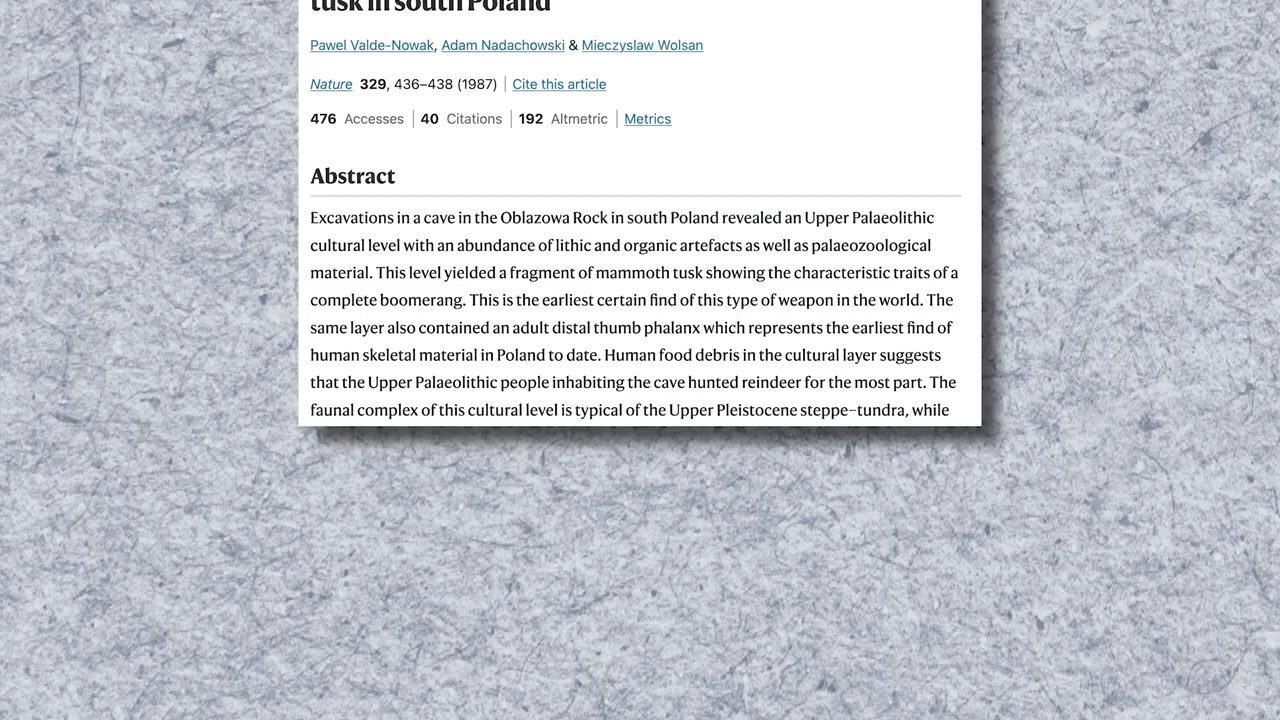 tusk in south Poland
Pawel Valde-Nowak, Adam Nadachowski & Mieczyslaw Wolsan
Nature 329, 436–438 (1987) | Cite this article
476 Accesses | 40 Citations | 192 Altmetric | Metrics
Abstract
Excavations in a cave in the Oblazowa Rock in south Poland revealed an Upper Palaeolithic
cultural level with an abundance of lithic and organic artefacts as well as palaeozoological
material. This level yielded a fragment of mammoth tusk showing the characteristic traits of a
complete boomerang. This is the earliest certain find of this type of weapon in the world. The
same layer also contained an adult distal thumb phalanx which represents the earliest find of
human skeletal material in Poland to date. Human food debris in the cultural layer suggests
that the Upper Palaeolithic people inhabiting the cave hunted reindeer for the most part. The
faunal complex of this cultural level is typical of the Upper Pleistocene steppe–tundra, while